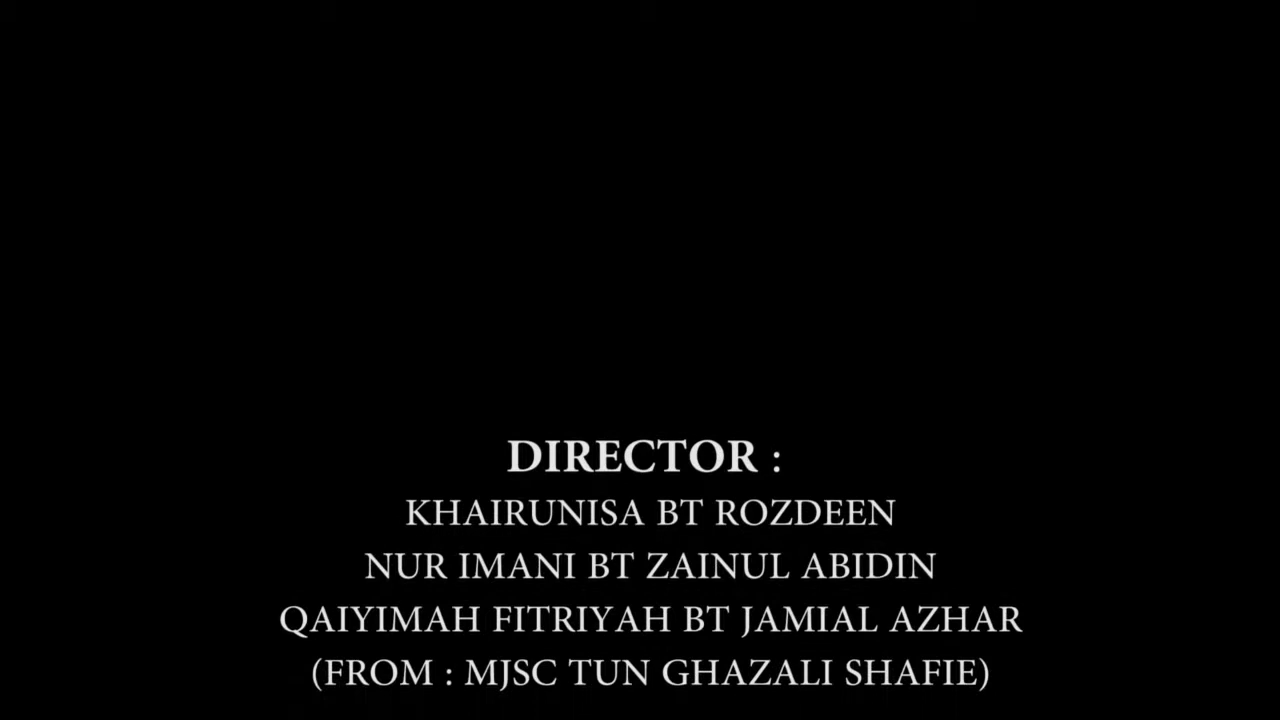 DIRECTOR :
KHAIRUNISA BT ROZDEEN
NUR IMANI BT ZAINUL ABIDIN
QAIYIMAH FITRIYAH BT JAMIAL AZHAR
(FROM : MJSC TUN GHAZALI SHAFIE)